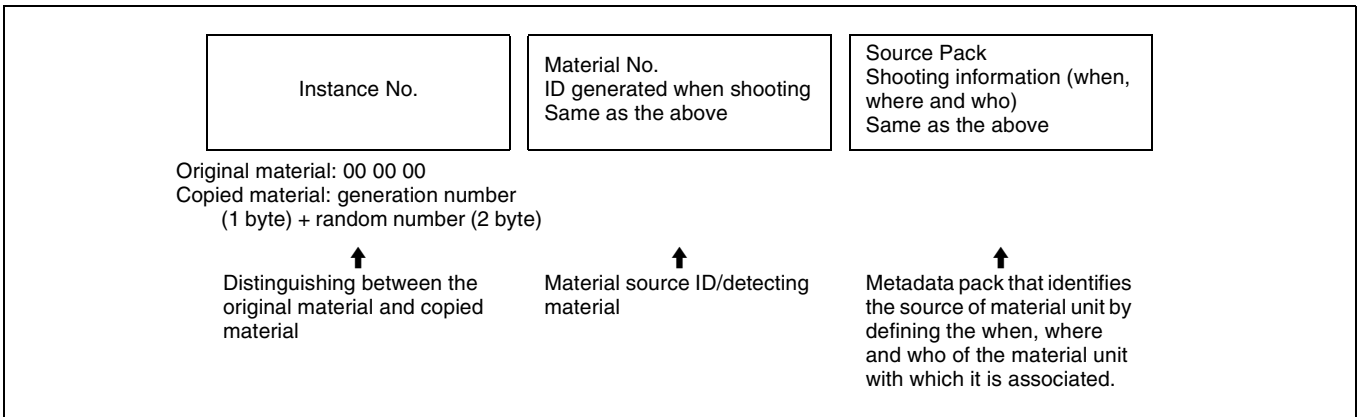 Instance No.
Material No.
ID generated when shooting
Same as the above
Source Pack
Shooting information (when,
where and who)
Same as the above
Original material: 00 00 00
Copied material: generation number
(1 byte) + random number (2 byte)
Distinguishing between the
original material and copied
material
Material source ID/detecting
material
Metadata pack that identifies
the source of material unit by
defining the when, where
and who of the material unit
with which it is associated.